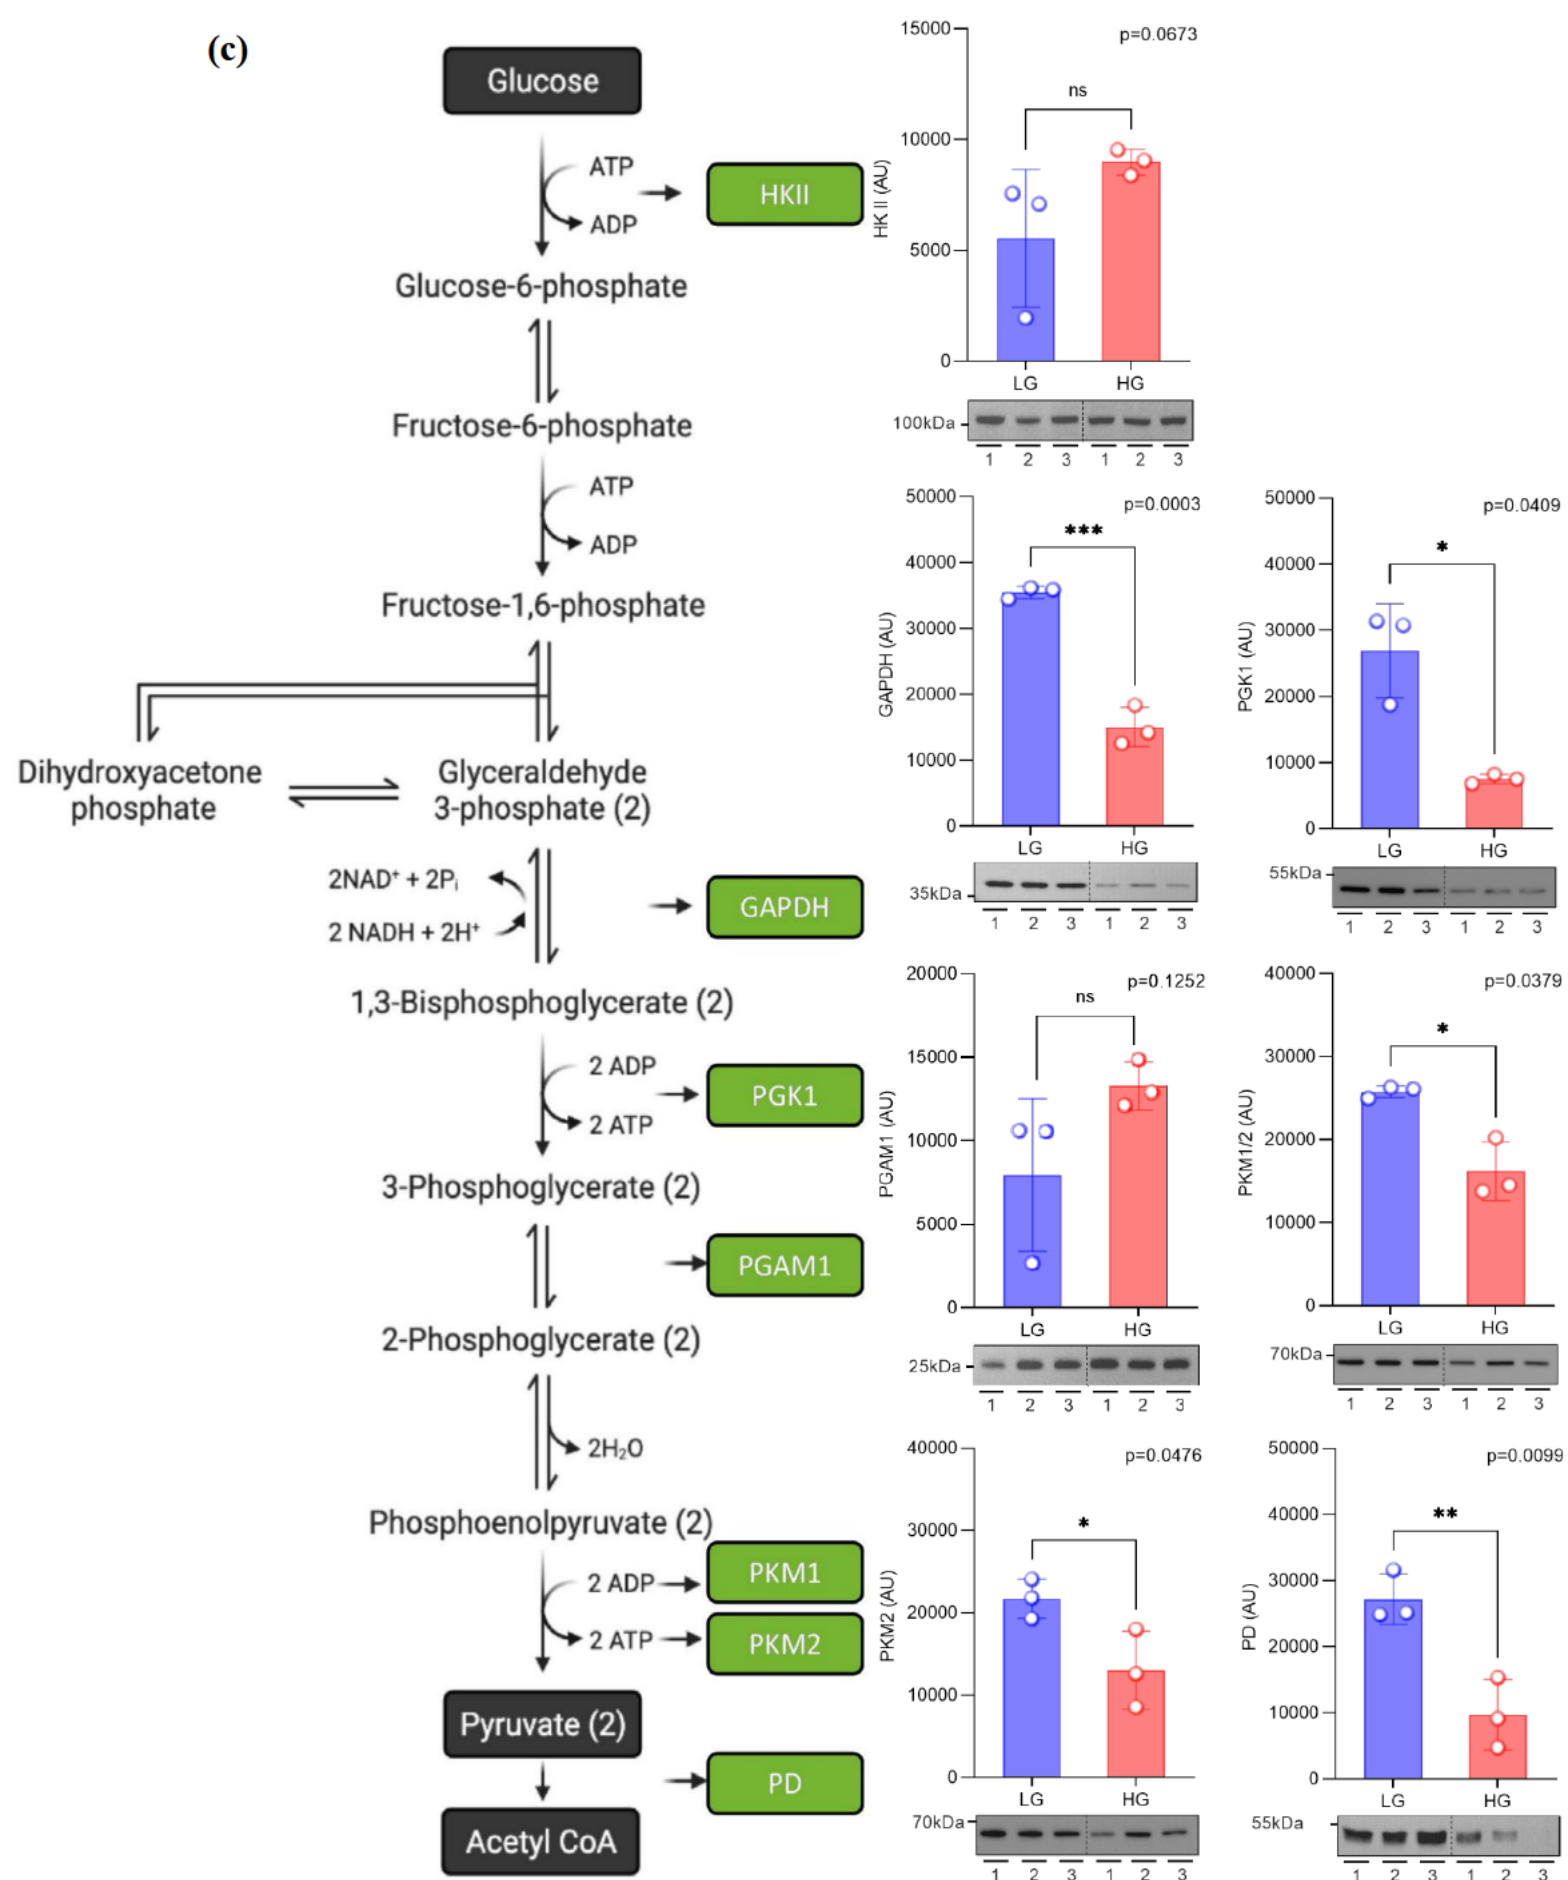 (c)
Glucose
ATP
ADP
HKII
Glucose-6-phosphate
Fructose-6-phosphate
ATP
ADP
Fructose-1,6-phosphate
Dihydroxyacetone
phosphate
Glyceraldehyde
3-phosphate (2)
2NAD⁺ + 2Pᵢ
2 NADH + 2H⁺
GAPDH
1,3-Bisphosphoglycerate (2)
2 ADP
2 ATP
PGK1
3-Phosphoglycerate (2)
PGAM1
2-Phosphoglycerate (2)
2H₂O
Phosphoenolpyruvate (2)
2 ADP
2 ATP
PKM1
PKM2
Pyruvate (2)
PD
Acetyl CoA
p=0.0673
ns
HK II (AU)
15000
10000
5000
0
LG HG
100kDa
1 2 3 1 2 3
p=0.0003
***
GAPDH (AU)
50000
40000
30000
20000
10000
0
LG HG
35kDa
1 2 3 1 2 3
p=0.0409
*
PGK1 (AU)
50000
40000
30000
20000
10000
0
LG HG
55kDa
1 2 3 1 2 3
p=0.1252
ns
PGAM1 (AU)
20000
15000
10000
5000
0
LG HG
25kDa
1 2 3 1 2 3
p=0.0379
*
PKM1/2 (AU)
40000
30000
20000
10000
0
LG HG
70kDa
1 2 3 1 2 3
p=0.0476
*
PKM2 (AU)
40000
30000
20000
10000
0
LG HG
70kDa
1 2 3 1 2 3
p=0.0099
**
PD (AU)
50000
40000
30000
20000
10000
0
LG HG
55kDa
1 2 3 1 2 3